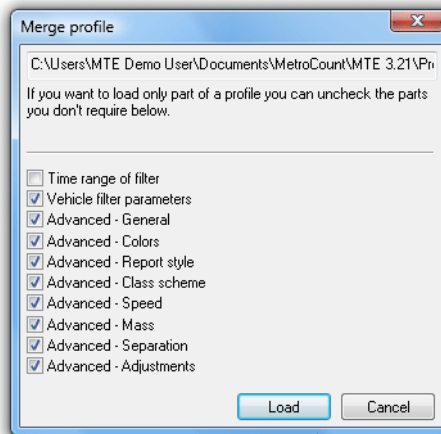 Merge profile
C:\Users\MTE Demo User\Documents\MetroCount\MTE 3.21\Pr
If you want to load only part of a profile you can uncheck the parts
you don't require below.
Time range of filter
Vehicle filter parameters
Advanced - General
Advanced - Colors
Advanced - Report style
Advanced - Class scheme
Advanced - Speed
Advanced - Mass
Advanced - Separation
Advanced - Adjustments
Load
Cancel